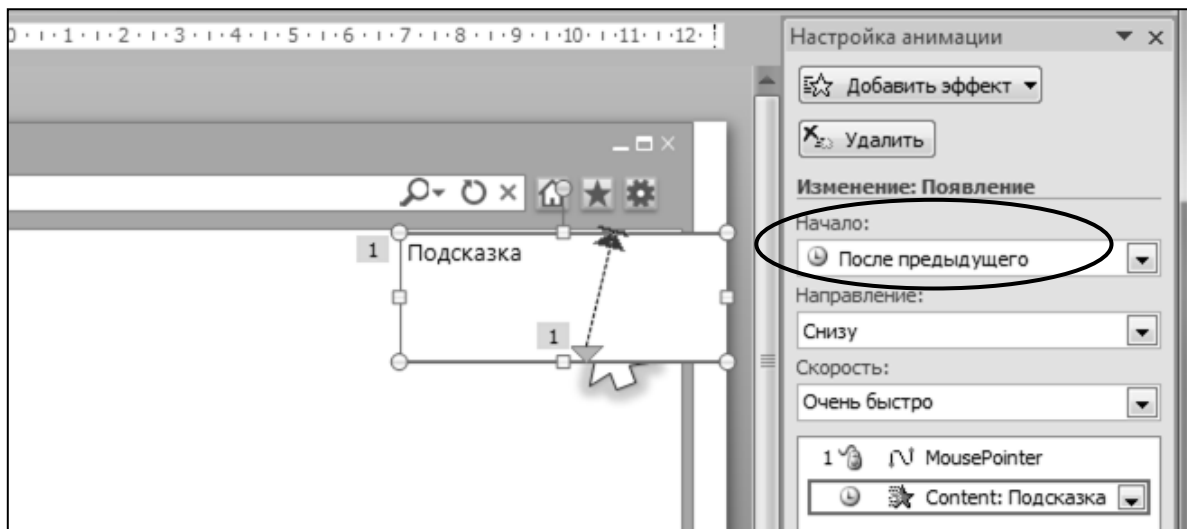 0 · 1 · 2 · 3 · 4 · 5 · 6 · 7 · 8 · 9 · 10 · 11 · 12
Настройка анимации
Добавить эффект
Удалить
Изменение: Появление
Начало:
После предыдущего
Направление:
Снизу
Скорость:
Очень быстро
1 MousePointer
Content: Подсказка
1 Подсказка
1